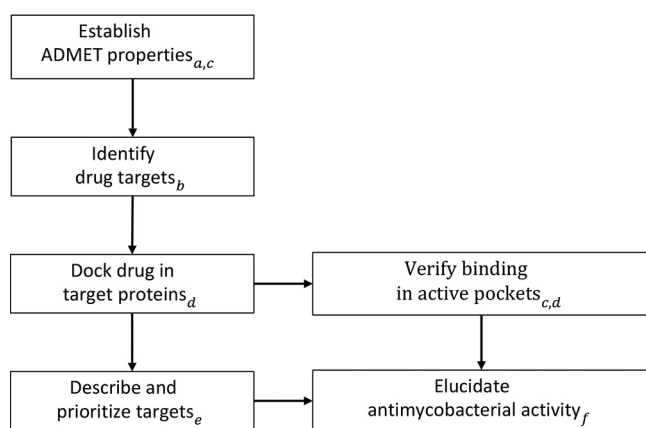 Establish
ADMET properties a,c
Identify
drug targets b
Dock drug in
target proteins d
Verify binding
in active pockets c,d
Describe and
prioritize targets e
Elucidate
antimycobacterial activity f